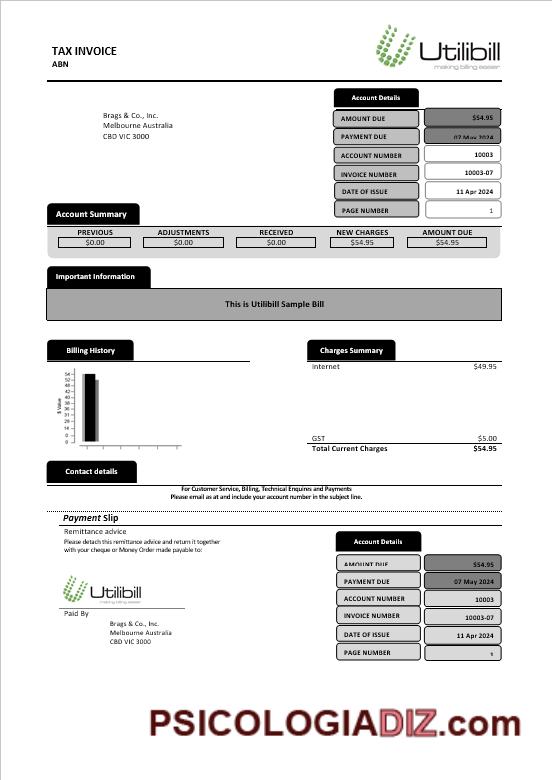 TAX INVOICE
ABN
Utilibill
making billing easier
Account Details
AMOUNT DUE $54.95
PAYMENT DUE 07 May 2024
ACCOUNT NUMBER 10003
INVOICE NUMBER 10003-07
DATE OF ISSUE 11 Apr 2024
PAGE NUMBER 1
Brags & Co., Inc.
Melbourne Australia
CBD VIC 3000
Account Summary
PREVIOUS ADJUSTMENTS RECEIVED NEW CHARGES AMOUNT DUE
$0.00 $0.00 $0.00 $54.95 $54.95
Important Information
This is Utilibill Sample Bill
Billing History
$ Value
54
52
48
40
38
36
31
29
14
0
0
Charges Summary
Internet $49.95
GST $5.00
Total Current Charges $54.95
Contact details
For Customer Service, Billing, Technical Enquires and Payments
Please email as at and include your account number in the subject line.
Payment Slip
Remittance advice
Please detach this remittance advice and return it together
with your cheque or Money Order made payable to:
Utilibill
making billing easier
Paid By
Brags & Co., Inc.
Melbourne Australia
CBD VIC 3000
Account Details
AMOUNT DUE $54.95
PAYMENT DUE 07 May 2024
ACCOUNT NUMBER 10003
INVOICE NUMBER 10003-07
DATE OF ISSUE 11 Apr 2024
PAGE NUMBER 1
PSICOLOGIADIZ.com